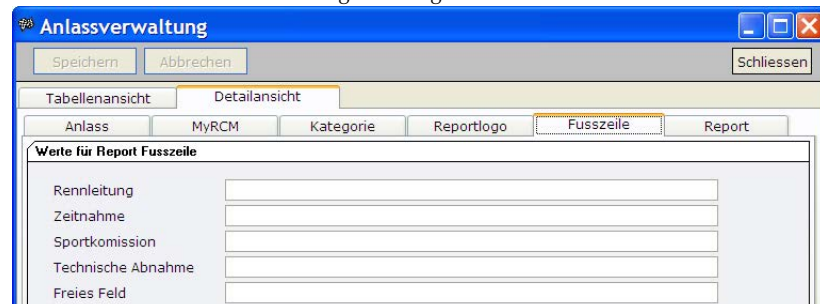 Anlassverwaltung
Speichern Abbrechen Schliessen
Tabellenansicht Detailansicht
Anlass MyRCM Kategorie Reportlogo Fusszeile Report
Werte für Report Fusszeile
Rennleitung
Zeitnahme
Sportkomission
Technische Abnahme
Freies Feld